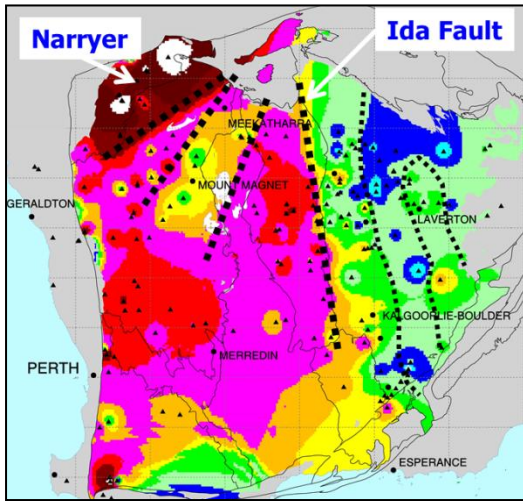 Narryer
Ida Fault
MEEKATHARRA
MOUNT MAGNET
GERALDTON
LAVERTON
KALGOORLIE-BOULDER
MERREDIN
PERTH
ESPERANCE